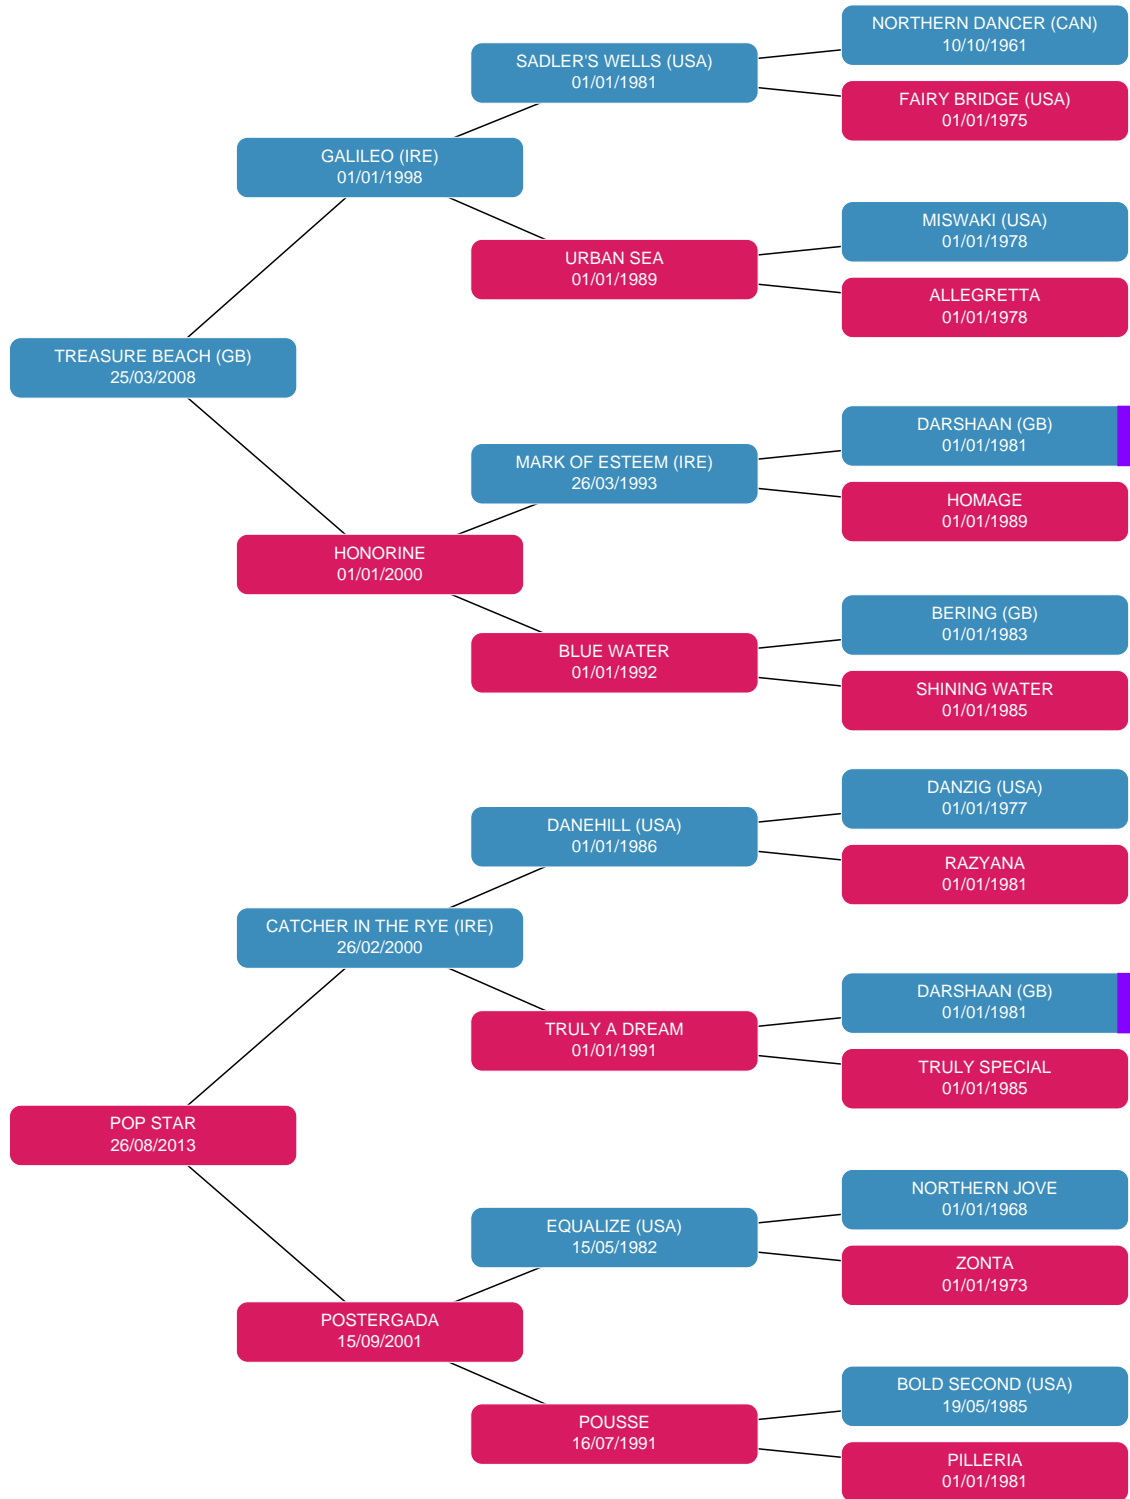 NORTHERN DANCER (CAN)
10/10/1961
SADLER'S WELLS (USA)
01/01/1981
FAIRY BRIDGE (USA)
01/01/1975
GALILEO (IRE)
01/01/1998
MISWAKI (USA)
01/01/1978
URBAN SEA
01/01/1989
ALLEGRETTA
01/01/1978
TREASURE BEACH (GB)
25/03/2008
DARSHAAN (GB)
01/01/1981
MARK OF ESTEEM (IRE)
26/03/1993
HOMAGE
01/01/1989
HONORINE
01/01/2000
BERING (GB)
01/01/1983
BLUE WATER
01/01/1992
SHINING WATER
01/01/1985
DANZIG (USA)
01/01/1977
DANEHILL (USA)
01/01/1986
RAZYANA
01/01/1981
CATCHER IN THE RYE (IRE)
26/02/2000
DARSHAAN (GB)
01/01/1981
TRULY A DREAM
01/01/1991
TRULY SPECIAL
01/01/1985
POP STAR
26/08/2013
NORTHERN JOVE
01/01/1968
EQUALIZE (USA)
15/05/1982
ZONTA
01/01/1973
POSTERGADA
15/09/2001
BOLD SECOND (USA)
19/05/1985
POUSSE
16/07/1991
PILLERIA
01/01/1981